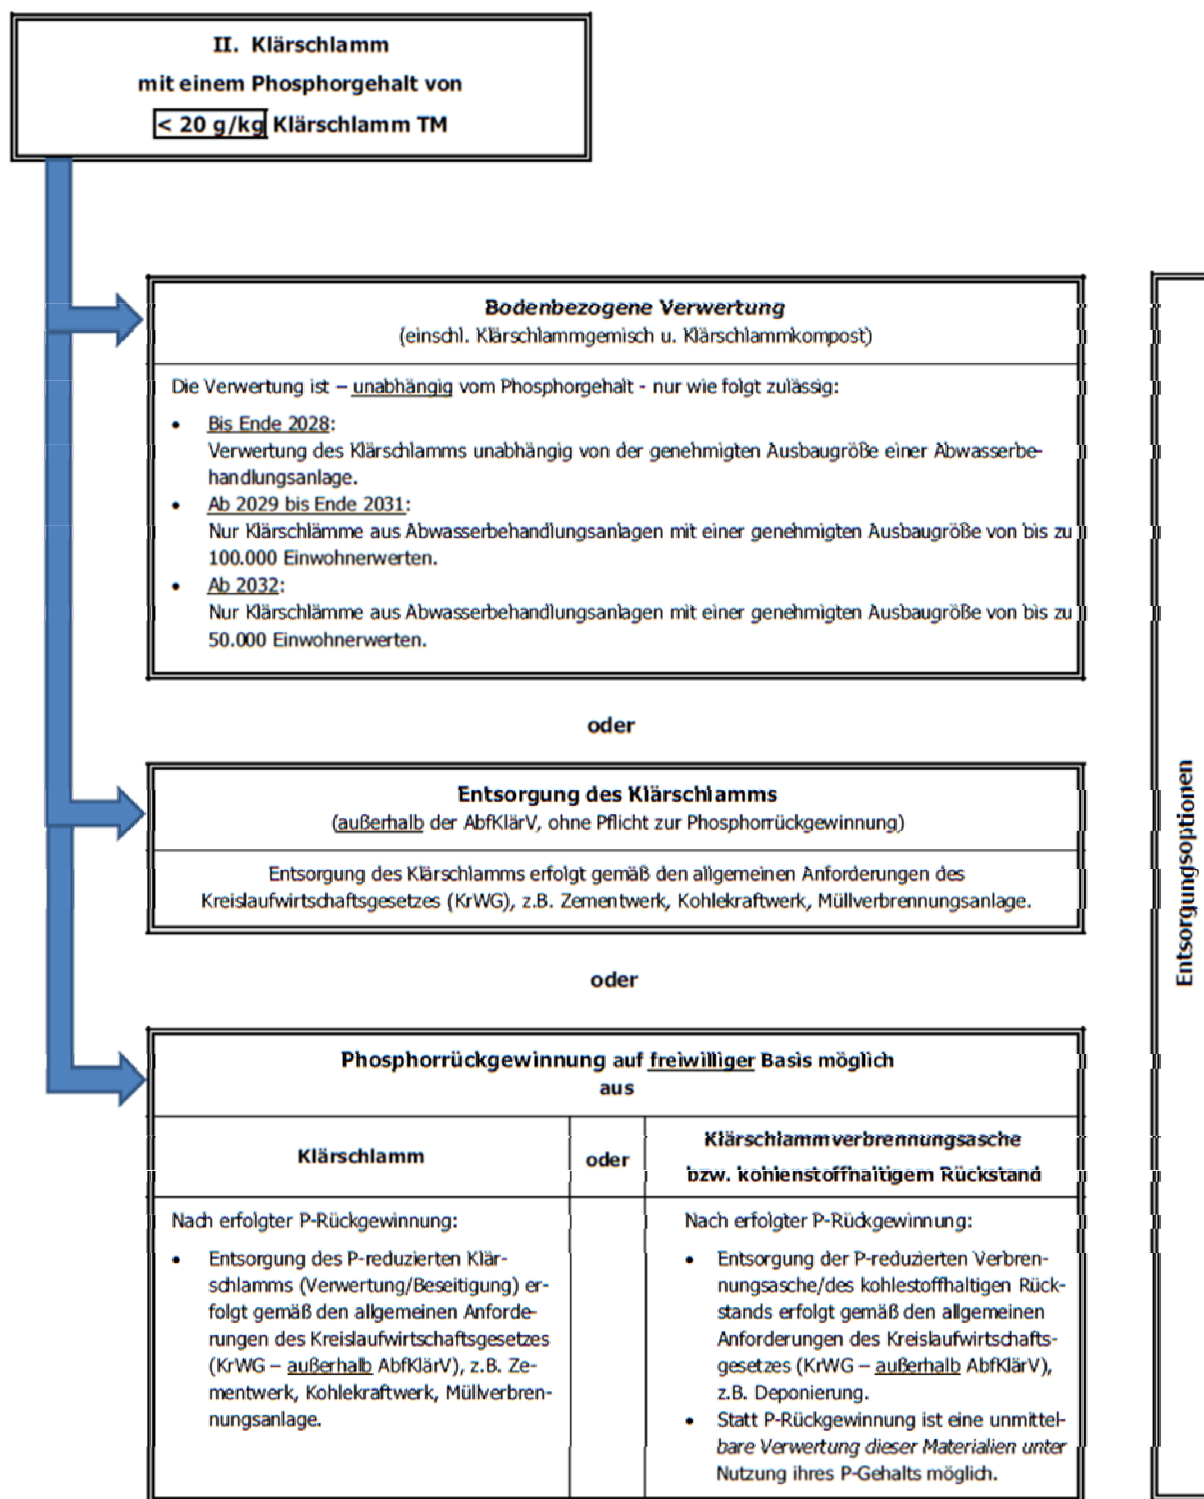 II. Klärschlamm
mit einem Phosphorgehalt von
< 20 g/kg Klärschlamm TM
Bodenbezogene Verwertung
(einschl. Klärschlammgemisch u. Klärschlammkompost)
Die Verwertung ist – unabhängig vom Phosphorgehalt - nur wie folgt zulässig:
• Bis Ende 2028:
Verwertung des Klärschlamms unabhängig von der genehmigten Ausbaugröße einer Abwasserbe-
handlungsanlage.
• Ab 2029 bis Ende 2031:
Nur Klärschlämme aus Abwasserbehandlungsanlagen mit einer genehmigten Ausbaugröße von bis zu
100.000 Einwohnerwerten.
• Ab 2032:
Nur Klärschlämme aus Abwasserbehandlungsanlagen mit einer genehmigten Ausbaugröße von bis zu
50.000 Einwohnerwerten.
oder
Entsorgung des Klärschlamms
(außerhalb der AbfKlärV, ohne Pflicht zur Phosphorrückgewinnung)
Entsorgung des Klärschlamms erfolgt gemäß den allgemeinen Anforderungen des
Kreislaufwirtschaftsgesetzes (KrWG), z.B. Zementwerk, Kohlekraftwerk, Müllverbrennungsanlage.
oder
Phosphorrückgewinnung auf freiwilliger Basis möglich
aus
Klärschlamm
oder
Klärschlammverbrennungsasche
bzw. kohlenstoffhaltigem Rückstand
Nach erfolgter P-Rückgewinnung:
• Entsorgung des P-reduzierten Klär-
schlamms (Verwertung/Beseitigung) er-
folgt gemäß den allgemeinen Anforde-
rungen des Kreislaufwirtschaftsgesetzes
(KrWG – außerhalb AbfKlärV), z.B. Ze-
mentwerk, Kohlekraftwerk, Müllverbren-
nungsanlage.
Nach erfolgter P-Rückgewinnung:
• Entsorgung der P-reduzierten Verbren-
nungsasche/des kohlestoffhaltigen Rück-
stands erfolgt gemäß den allgemeinen
Anforderungen des Kreislaufwirtschafts-
gesetzes (KrWG – außerhalb AbfKlärV),
z.B. Deponierung.
• Statt P-Rückgewinnung ist eine unmittel-
bare Verwertung dieser Materialien unter
Nutzung ihres P-Gehalts möglich.
Entsorgungsoptionen